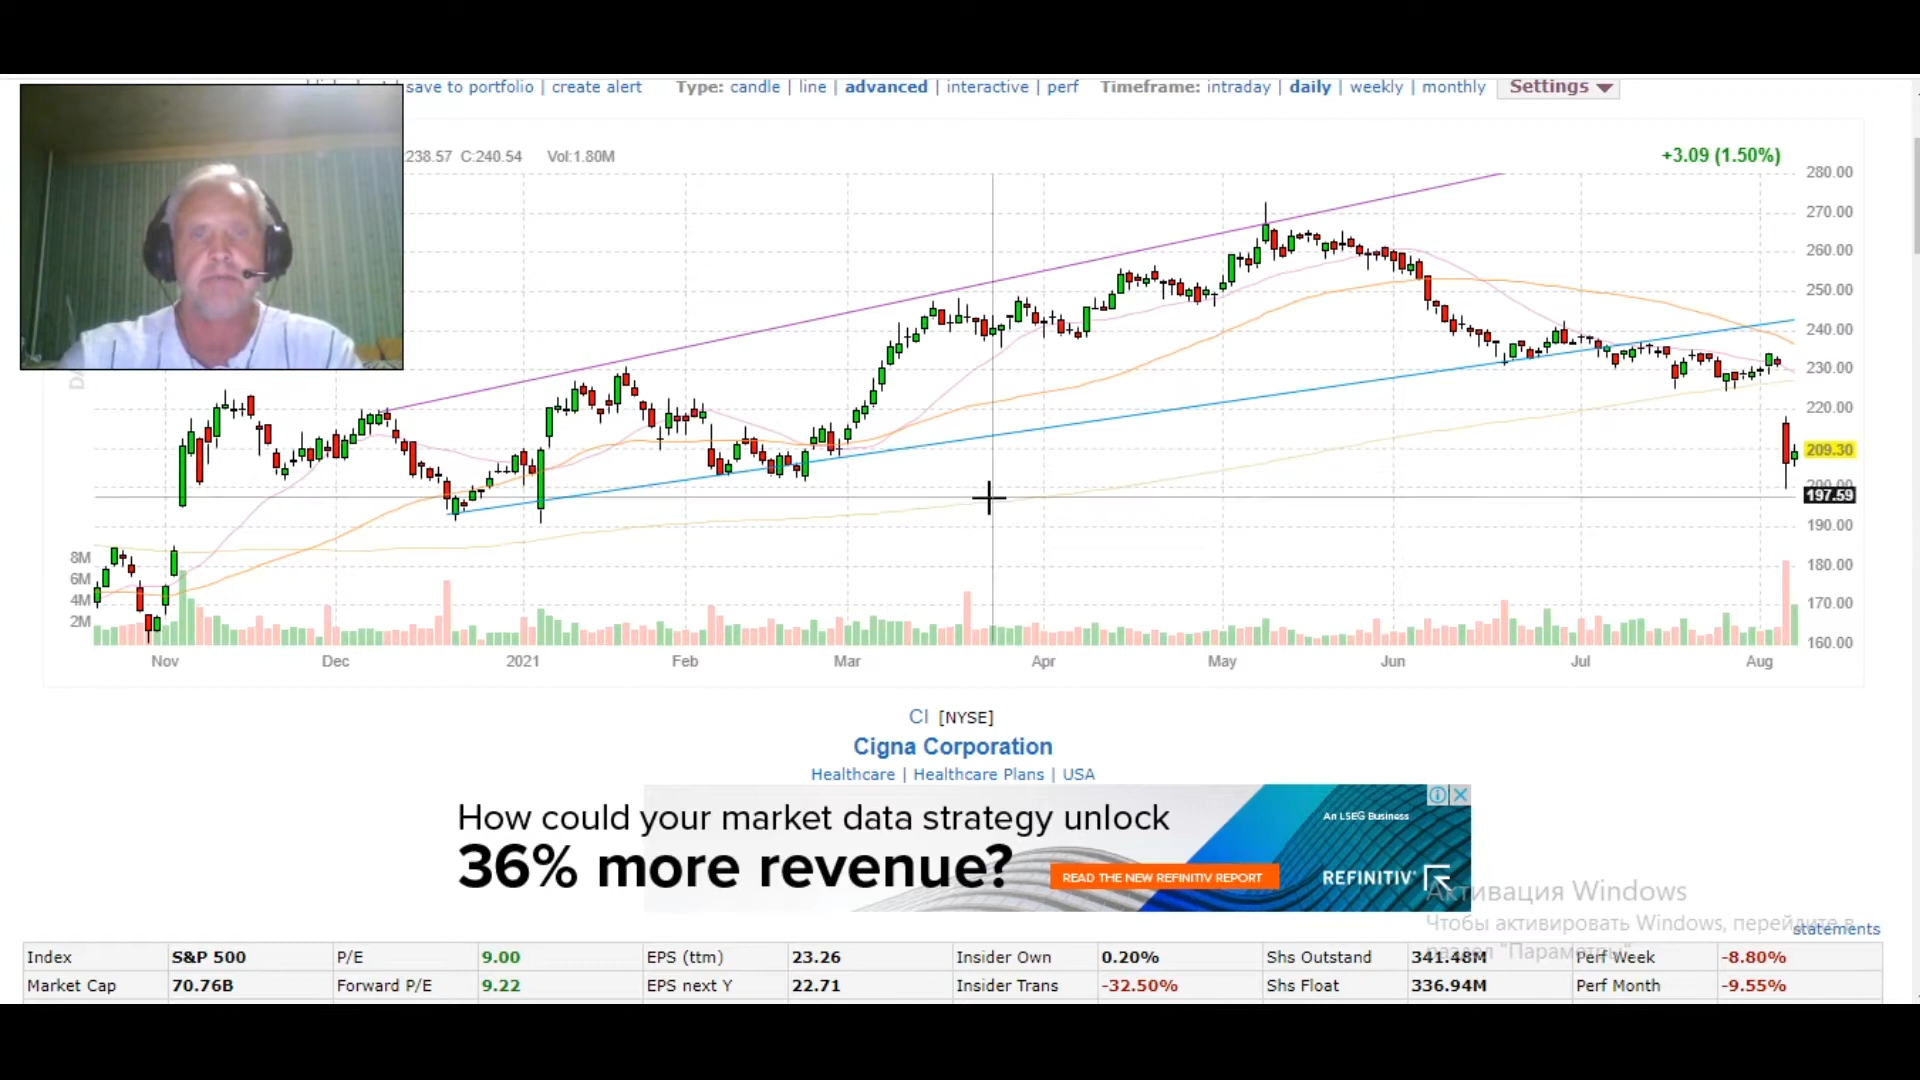 save to portfolio | create alert Type: candle | line | advanced | interactive | perf Timeframe: intraday | daily | weekly | monthly Settings
:238.57 C:240.54 Vol:1.80M
+3.09 (1.50%)
280.00
270.00
260.00
250.00
240.00
230.00
220.00
209.30
200.00
197.59
190.00
180.00
170.00
160.00
8M
6M
4M
2M
Nov Dec 2021 Feb Mar Apr May Jun Jul Aug
CI [NYSE]
Cigna Corporation
Healthcare | Healthcare Plans | USA
How could your market data strategy unlock
36% more revenue?
READ THE NEW REFINITIV REPORT
An LSEG Business
REFINITIV
Активация Windows
Чтобы активировать Windows, перейдите в
раздел "Параметры".
statements
Index S&P 500 P/E 9.00 EPS (ttm) 23.26 Insider Own 0.20% Shs Outstand 341.48M Perf Week -8.80%
Market Cap 70.76B Forward P/E 9.22 EPS next Y 22.71 Insider Trans -32.50% Shs Float 336.94M Perf Month -9.55%